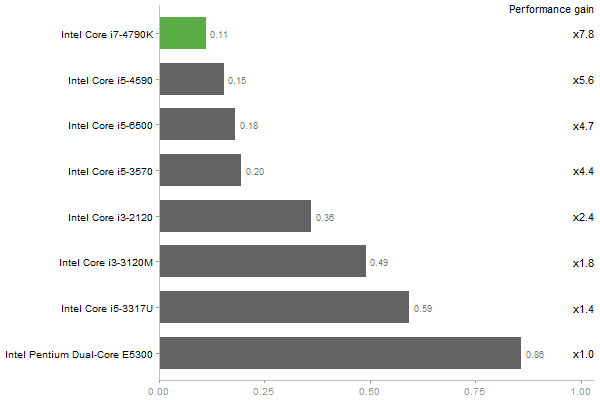 Performance gain
Intel Core i7-4790K 0.11 x7.8
Intel Core i5-4590 0.15 x5.6
Intel Core i5-6500 0.18 x4.7
Intel Core i5-3570 0.20 x4.4
Intel Core i3-2120 0.36 x2.4
Intel Core i3-3120M 0.49 x1.8
Intel Core i5-3317U 0.59 x1.4
Intel Pentium Dual-Core E5300 0.86 x1.0
0.00 0.25 0.50 0.75 1.00